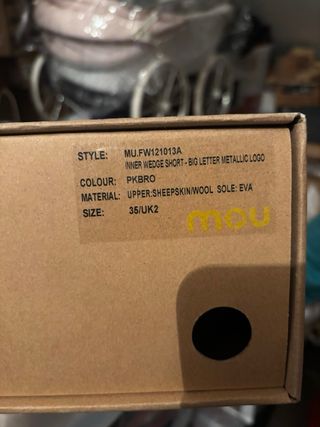 STYLE: MU.FW121013A
INNER WEDGE SHORT - BIG LETTER METALLIC LOGO
COLOUR: PKBRO
MATERIAL: UPPER:SHEEPSKIN/WOOL SOLE: EVA
SIZE: 35/UK2
mou